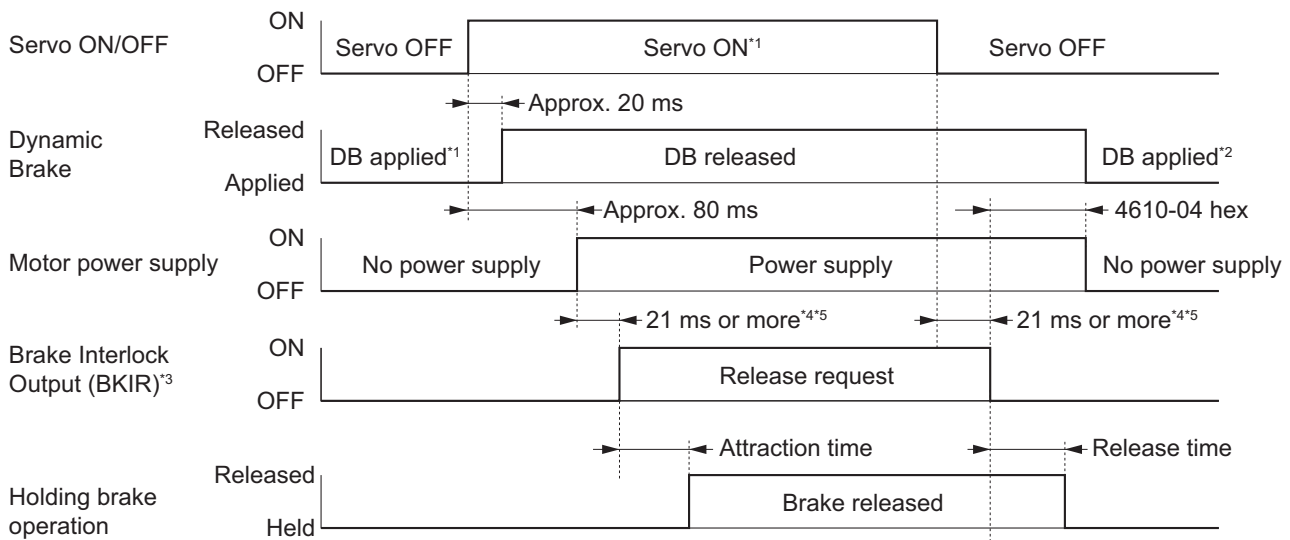 ON
Servo ON/OFF
Servo OFF
Servo ON*1
Servo OFF
OFF
Approx. 20 ms
Dynamic
Brake
Released
DB applied*1
DB released
DB applied*2
Applied
Approx. 80 ms
4610-04 hex
ON
Motor power supply
No power supply
Power supply
No power supply
OFF
21 ms or more*4*5
21 ms or more*4*5
Brake Interlock
Output (BKIR)*3
ON
Release request
OFF
Attraction time
Release time
Holding brake
operation
Released
Brake released
Held